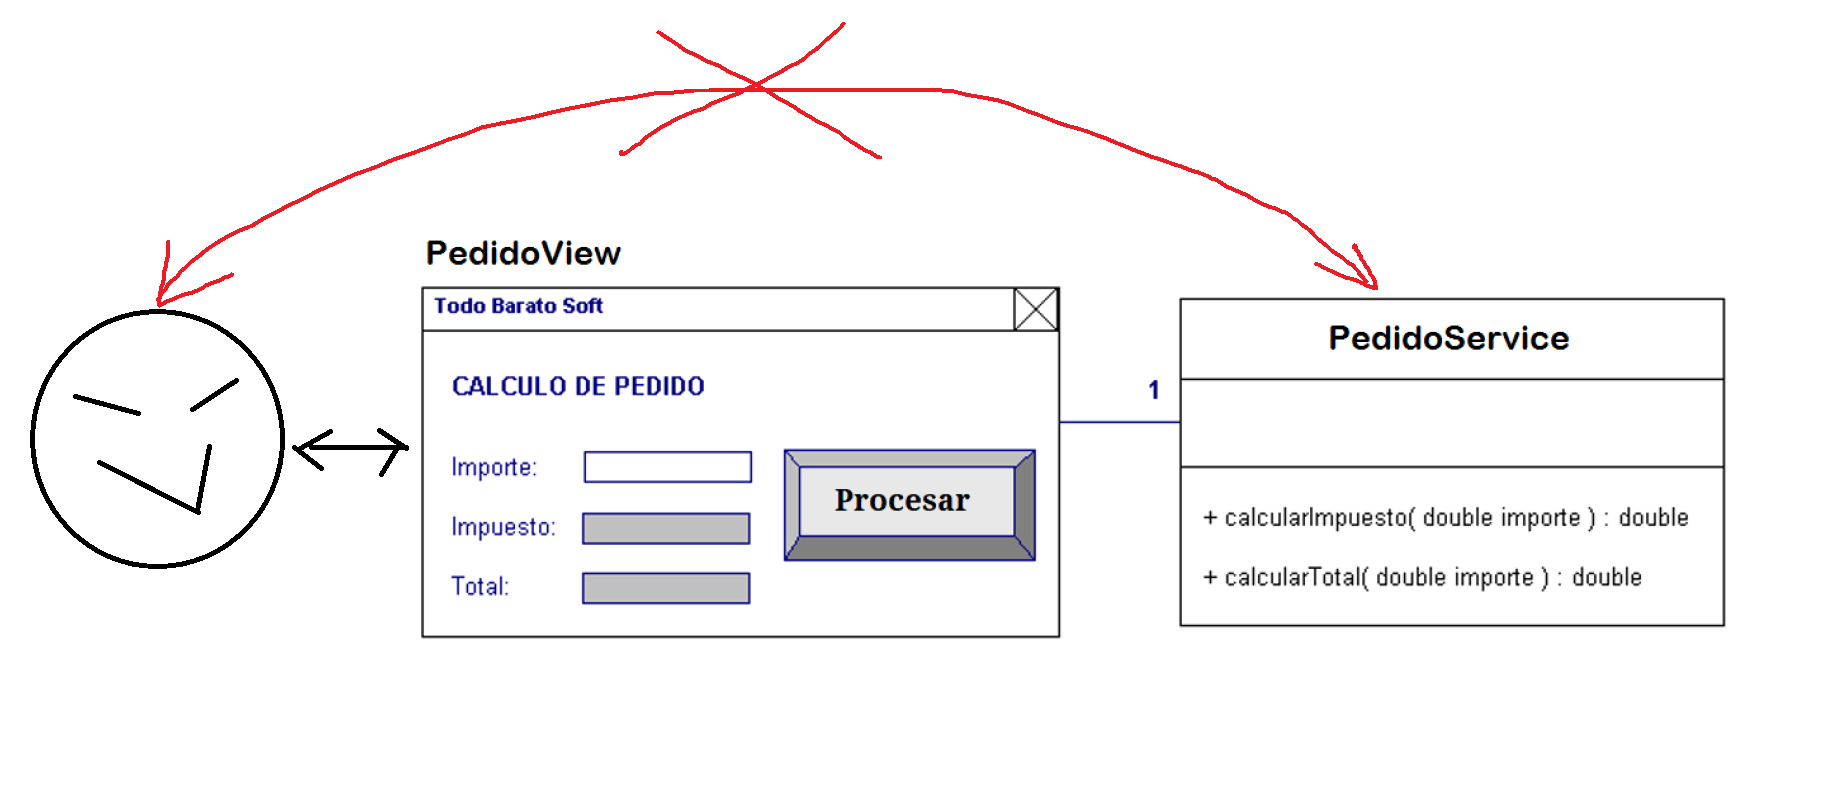 PedidoView
Todo Barato Soft
CALCULO DE PEDIDO
Importe:
Impuesto:
Total:
Procesar
1
PedidoService
+ calcularImpuesto( double importe ) : double
+ calcularTotal( double importe ) : double